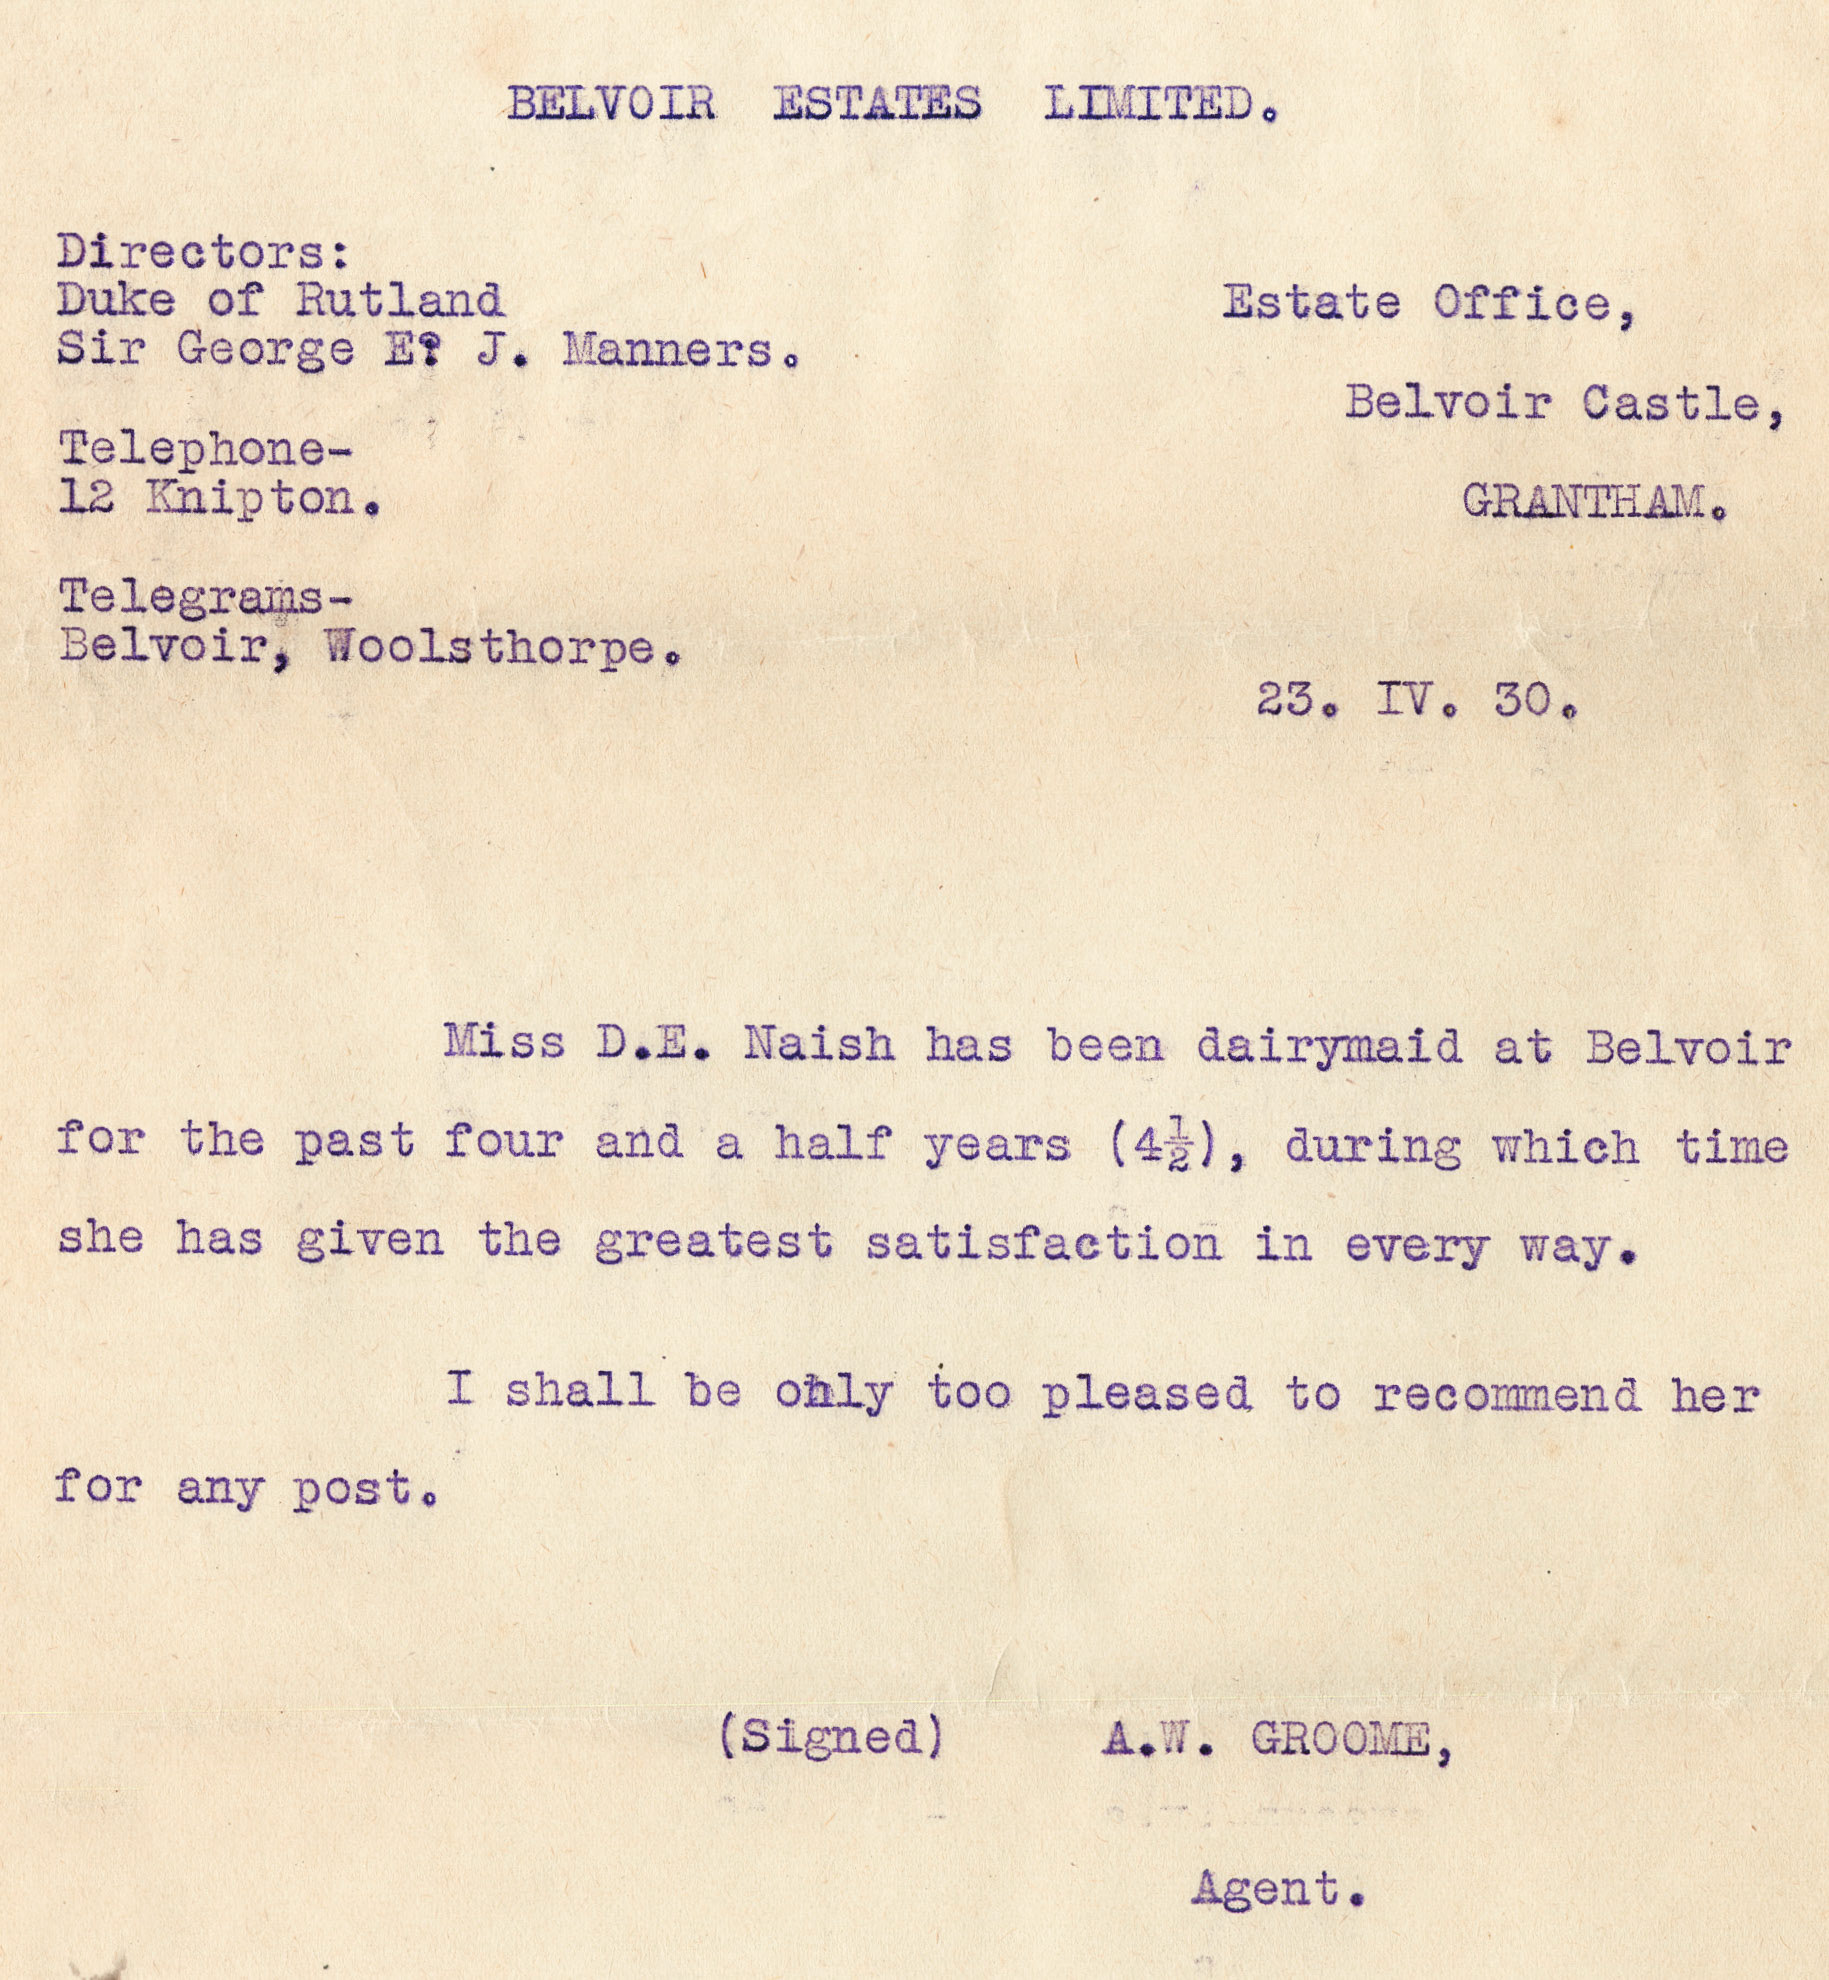 BELVOIR ESTATES LIMITED.
Directors:
Duke of Rutland
Sir George E. J. Manners.
Telephone-
12 Knipton.
Telegrams-
Belvoir, Woolsthorpe.
Estate Office,
Belvoir Castle,
GRANTHAM.
23. IV. 30.
Miss D.E. Naish has been dairymaid at Belvoir
for the past four and a half years (4½), during which time
she has given the greatest satisfaction in every way.
I shall be only too pleased to recommend her
for any post.
(Signed) A.W. GROOME,
Agent.